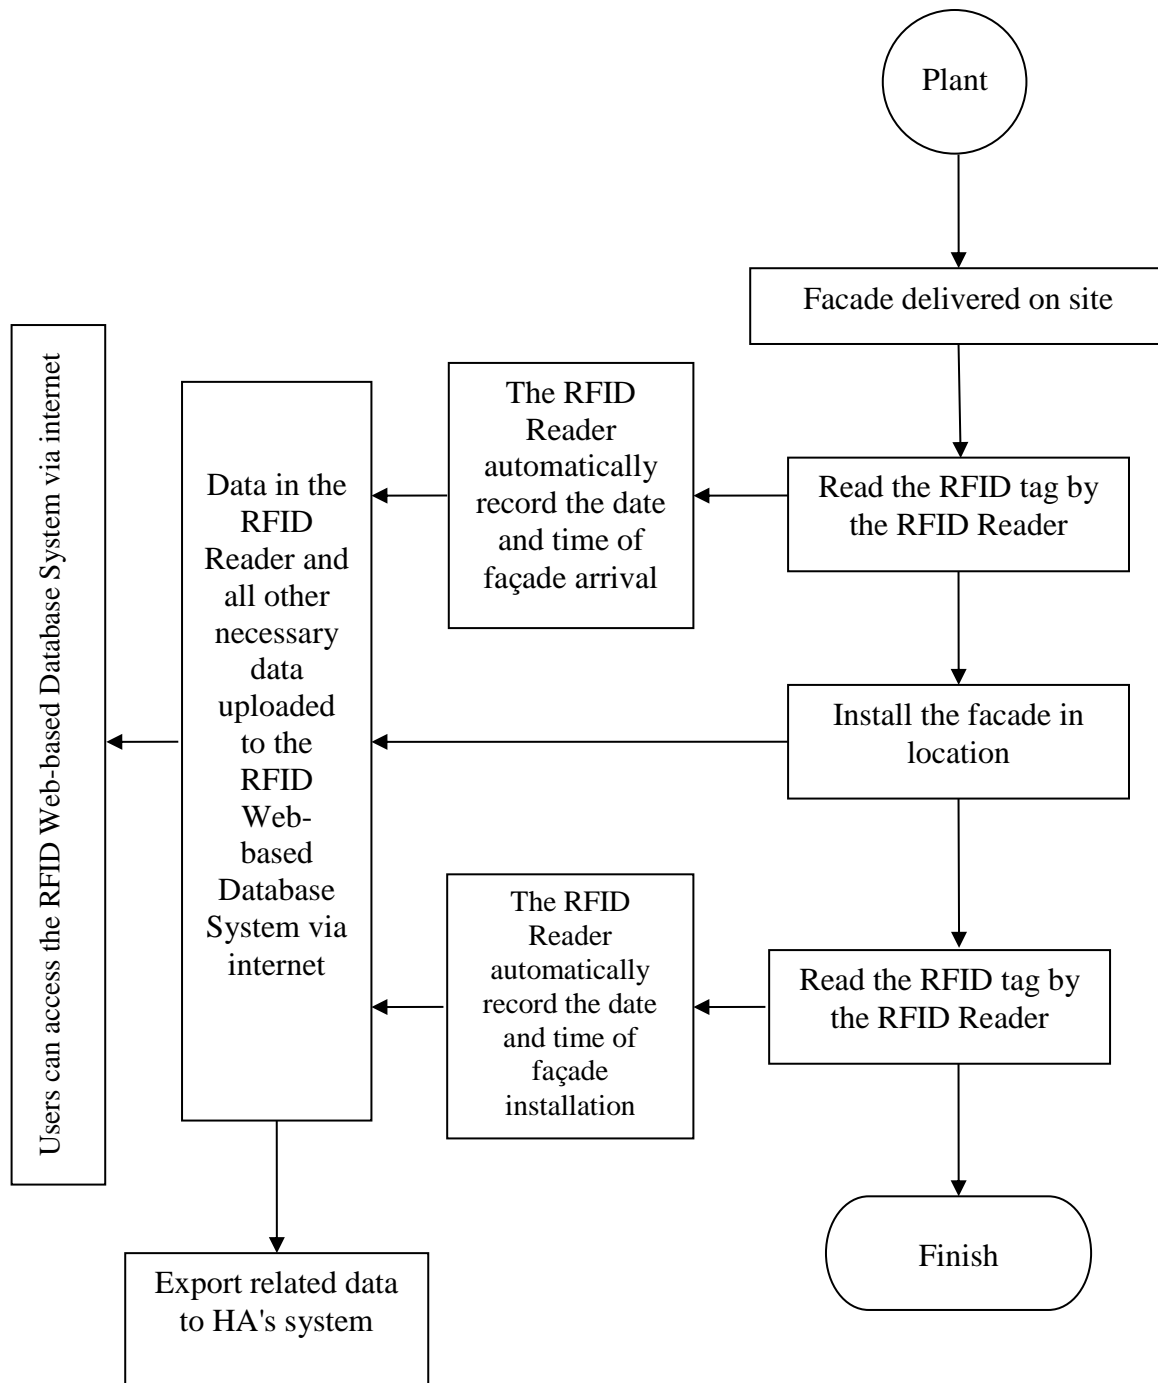 Plant
Facade delivered on site
Read the RFID tag by
the RFID Reader
The RFID
Reader
automatically
record the date
and time of
façade arrival
Install the facade in
location
Read the RFID tag by
the RFID Reader
The RFID
Reader
automatically
record the date
and time of
façade
installation
Data in the
RFID
Reader and
all other
necessary
data
uploaded
to the
RFID
Web-
based
Database
System via
internet
Users can access the RFID Web-based Database System via internet
Export related data
to HA's system
Finish